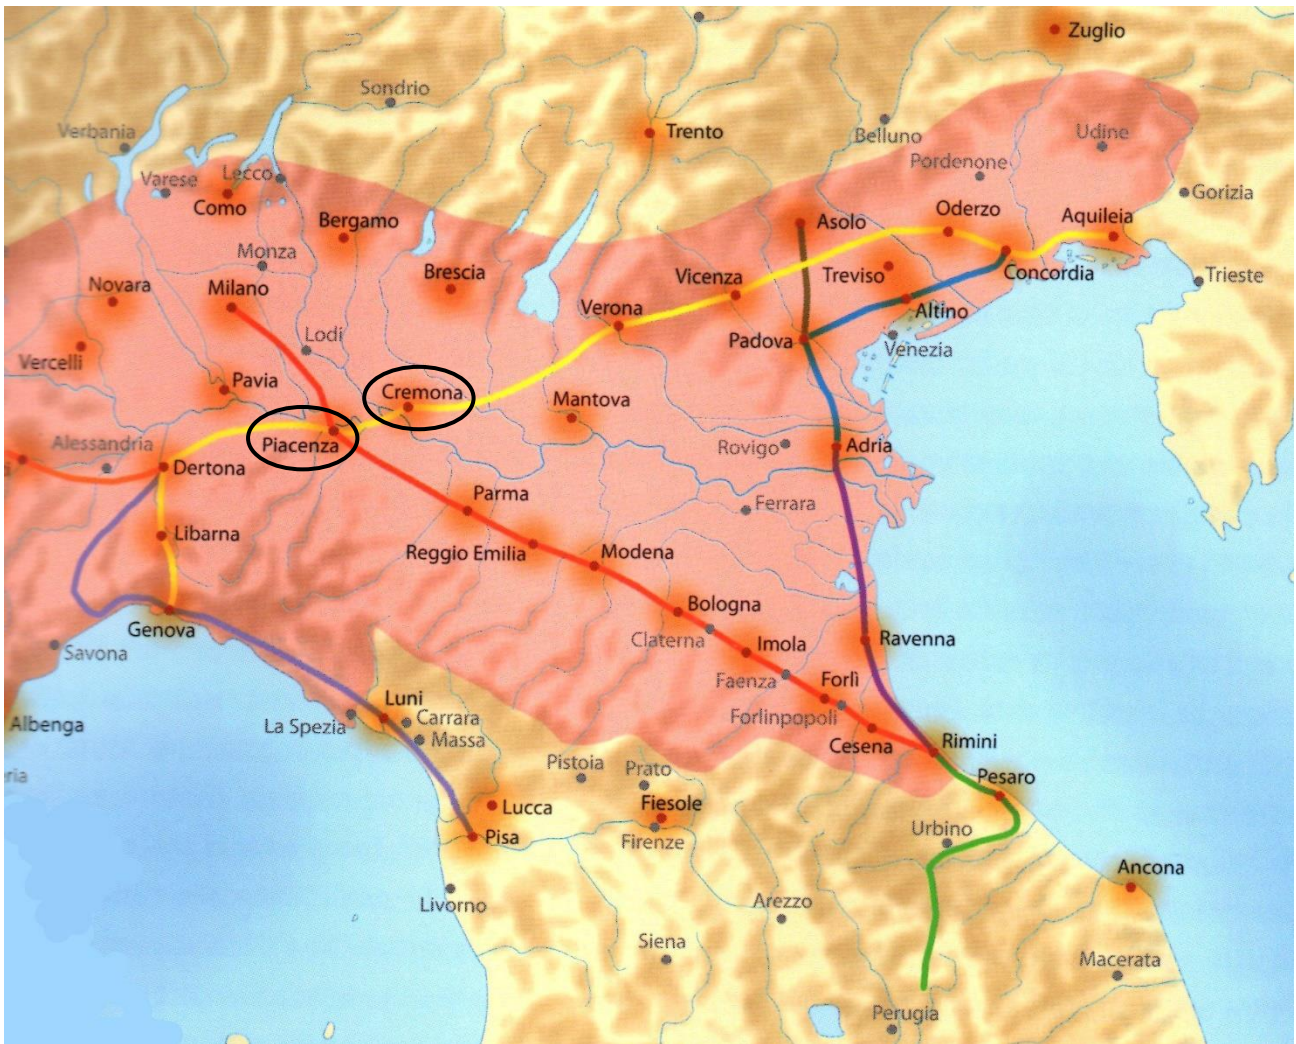 Zuglio
Sondrio
Verbania
Trento
Belluno
Udine
Pordenone
Varese
Lecco
Como
Gorizia
Bergamo
Asolo
Oderzo
Aquileia
Monza
Brescia
Vicenza
Treviso
Concordia
Trieste
Novara
Milano
Verona
Altino
Lodi
Padova
Venezia
Vercelli
Pavia
Cremona
Mantova
Alessandria
Piacenza
Rovigo
Adria
Dertona
Parma
Ferrara
Libarna
Reggio Emilia
Modena
Bologna
Genova
Claterna
Imola
Ravenna
Savona
Faenza
Forlì
Luni
Forlinpopoli
Albenga
La Spezia
Carrara
Massa
Cesena
Rimini
Pistoia
Prato
Pesaro
Lucca
Fiesole
Urbino
Pisa
Firenze
Ancona
Livorno
Arezzo
Siena
Macerata
Perugia